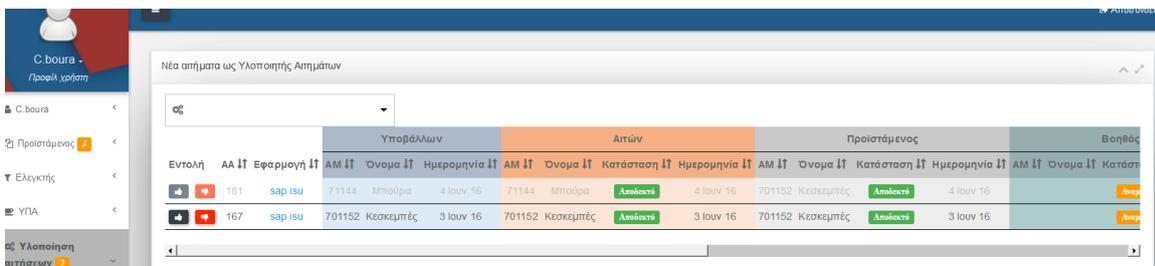 C.boura
Προφίλ χρήστη
C.boura
Προϊστάμενος 3
Ελεγκτής
ΥΠΑ
Υλοποίηση
αιτήσεων 2
Νέα αιτήματα ως Υλοποιητής Αιτημάτων
Υποβάλλων Αιτών Προϊστάμενος Βοηθός
Εντολή ΑΑ Εφαρμογή ΑΜ Όνομα Ημερομηνία ΑΜ Όνομα Κατάσταση Ημερομηνία ΑΜ Όνομα Κατάσταση Ημερομηνία ΑΜ Όνομα
181 sap isu 71144 Μπούρα 4 Ιουν 16 71144 Μπούρα Αποδεκτό 4 Ιουν 16 701152 Κεσκεμπές Αποδεκτό 4 Ιουν 16
167 sap isu 701152 Κεσκεμπές 3 Ιουν 16 701152 Κεσκεμπές Αποδεκτό 3 Ιουν 16 701152 Κεσκεμπές Αποδεκτό 3 Ιουν 16